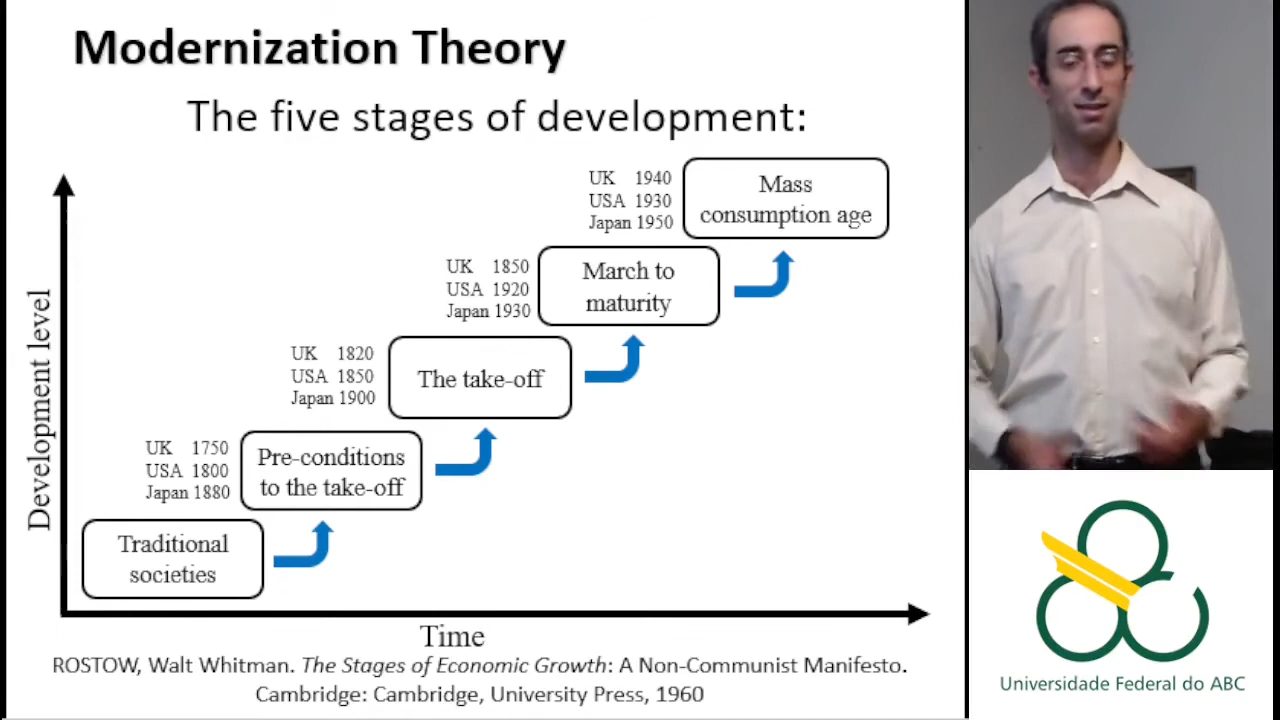 Modernization Theory
The five stages of development:
UK 1940
USA 1930
Japan 1950
Mass
consumption age
UK 1850
USA 1920
Japan 1930
March to
maturity
UK 1820
USA 1850
Japan 1900
The take-off
UK 1750
USA 1800
Japan 1880
Pre-conditions
to the take-off
Traditional
societies
Development level
Time
ROSTOW, Walt Whitman. The Stages of Economic Growth: A Non-Communist Manifesto.
Cambridge: Cambridge, University Press, 1960
Universidade Federal do ABC